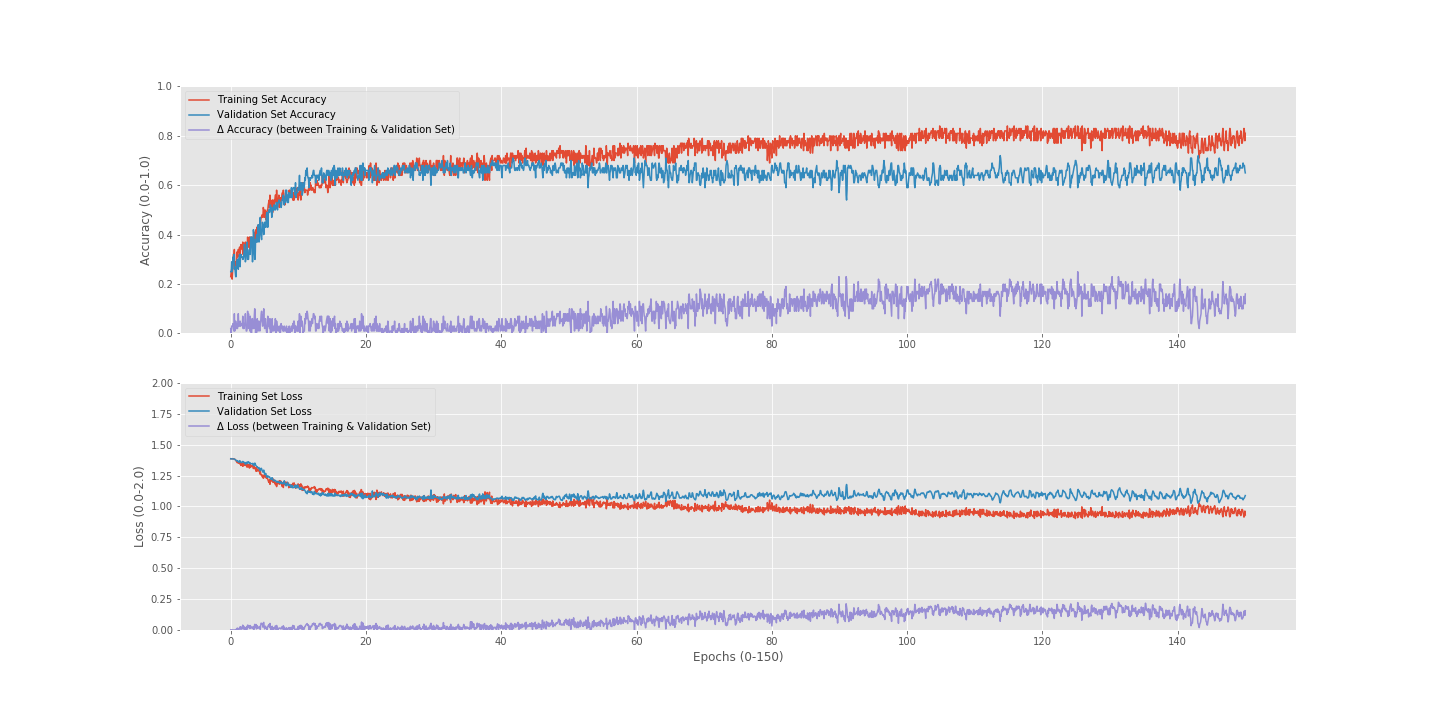 1.0
Training Set Accuracy
Validation Set Accuracy
Δ Accuracy (between Training & Validation Set)
0.8
0.6
0.4
0.2
0.0
Accuracy (0.0-1.0)
0 20 40 60 80 100 120 140
2.00
Training Set Loss
Validation Set Loss
Δ Loss (between Training & Validation Set)
1.75
1.50
1.25
1.00
0.75
0.50
0.25
0.00
Loss (0.0-2.0)
0 20 40 60 80 100 120 140
Epochs (0-150)